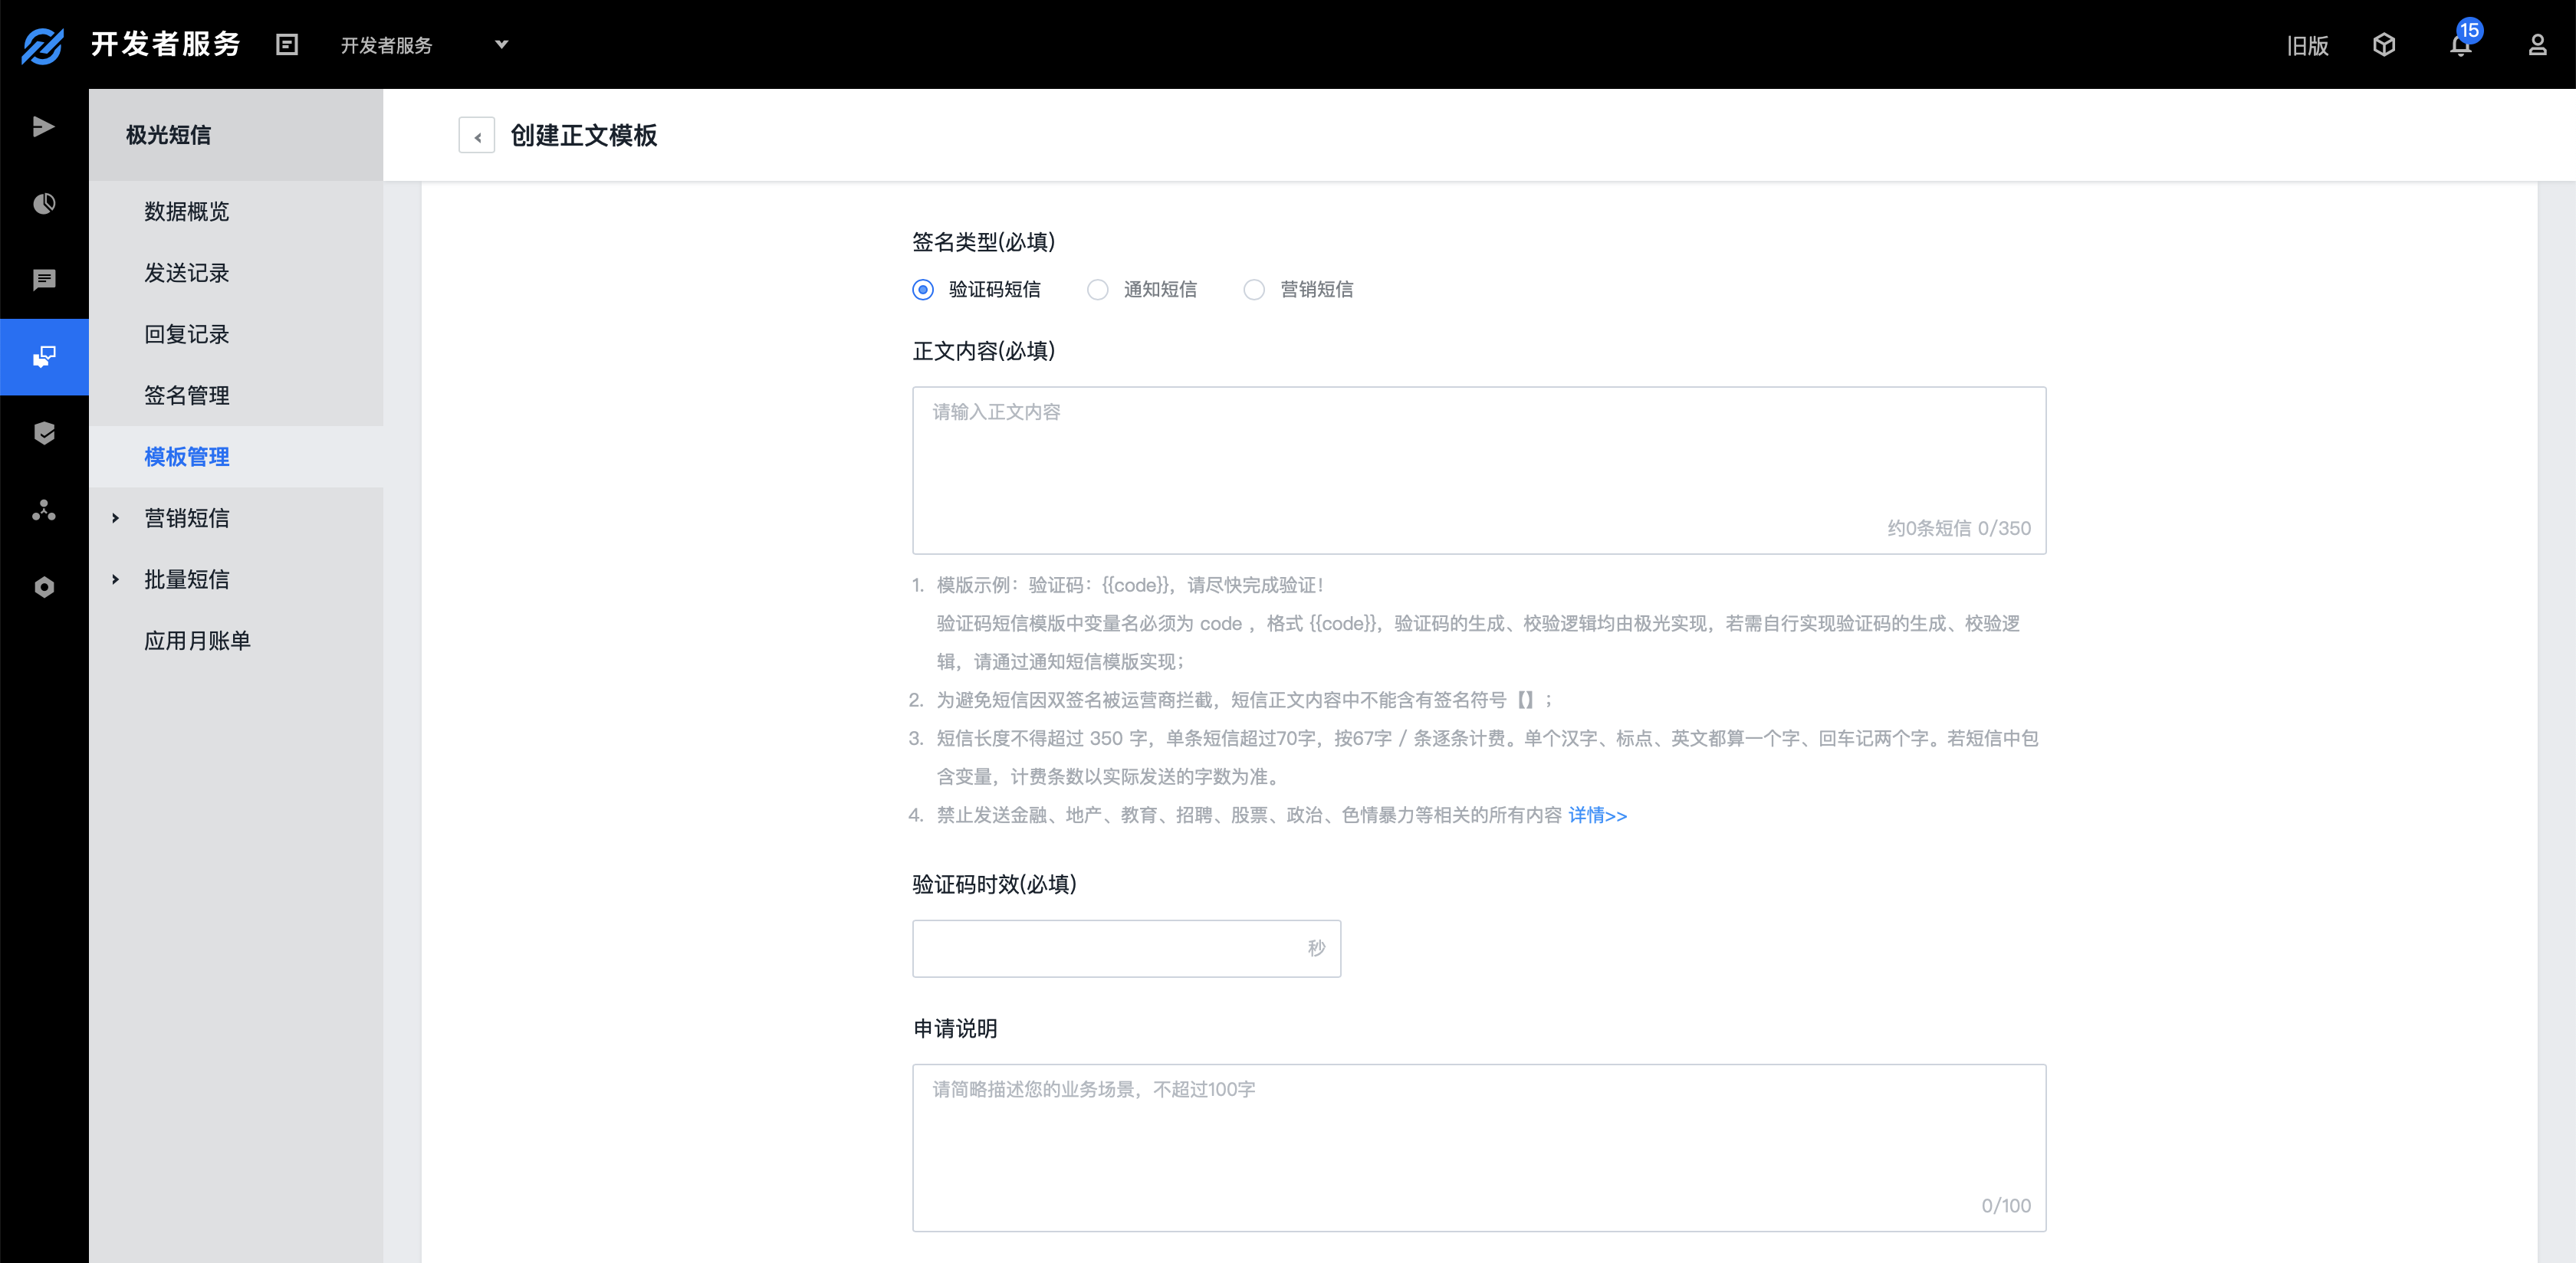 开发者服务
开发者服务
旧版
15
极光短信
数据概览
发送记录
回复记录
签名管理
模板管理
营销短信
批量短信
应用月账单
创建正文模板
签名类型(必填)
验证码短信
通知短信
营销短信
正文内容(必填)
请输入正文内容
约0条短信 0/350
1. 模版示例：验证码：{{code}}，请尽快完成验证！
验证码短信模版中变量名必须为 code ，格式 {{code}}，验证码的生成、校验逻辑均由极光实现，若需自行实现验证码的生成、校验逻
辑，请通过通知短信模版实现；
2. 为避免短信因双签名被运营商拦截，短信正文内容中不能含有签名符号【】；
3. 短信长度不得超过 350 字，单条短信超过70字，按67字 / 条逐条计费。单个汉字、标点、英文都算一个字、回车记两个字。若短信中包
含变量，计费条数以实际发送的字数为准。
4. 禁止发送金融、地产、教育、招聘、股票、政治、色情暴力等相关的所有内容 详情>>
验证码时效(必填)
秒
申请说明
请简略描述您的业务场景，不超过100字
0/100